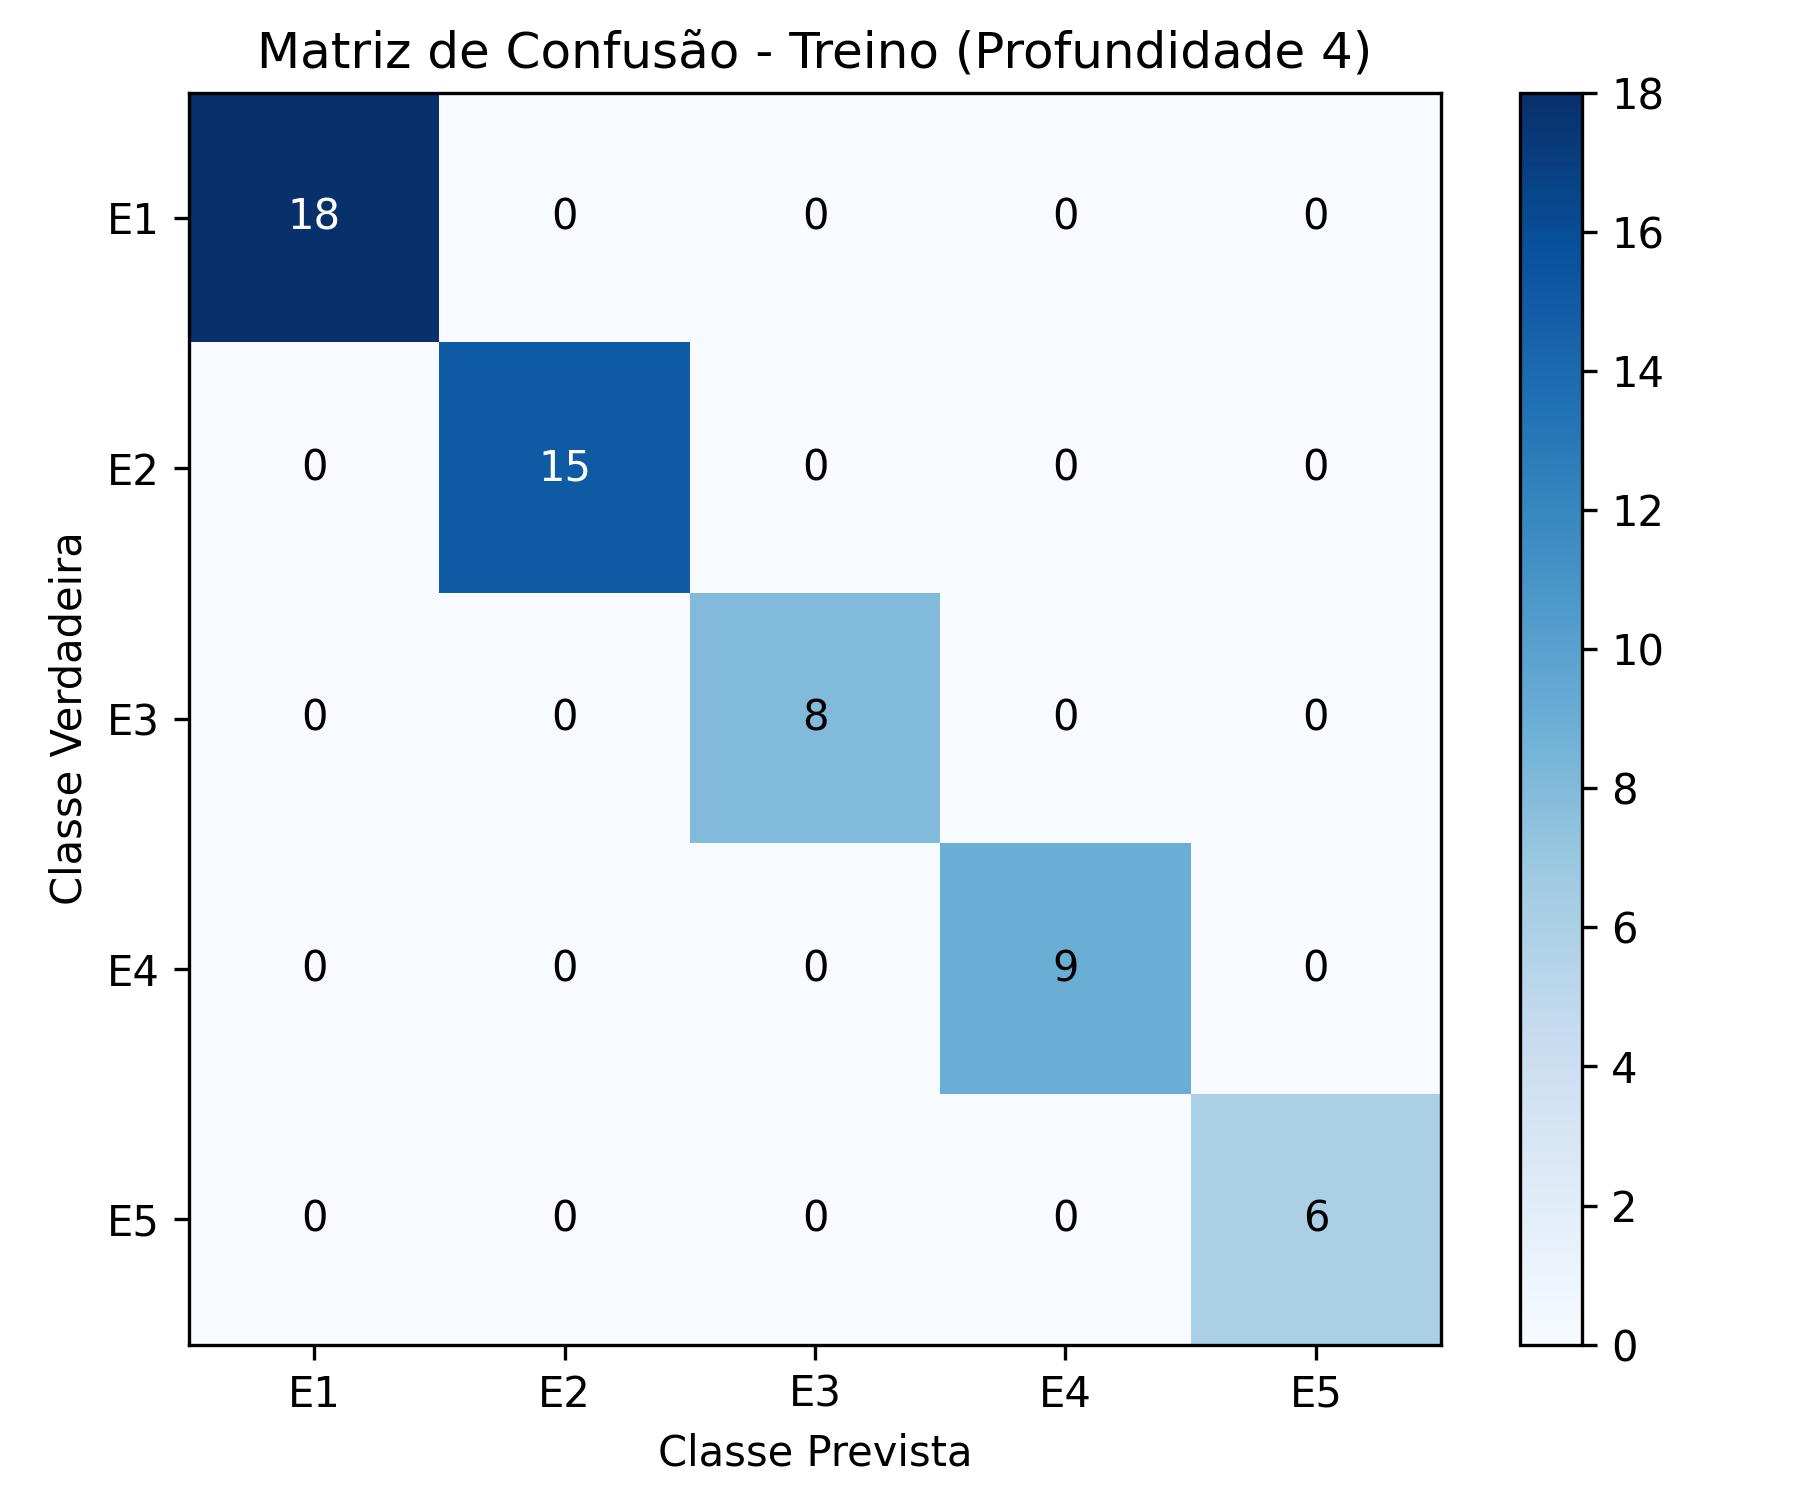 Matriz de Confusão - Treino (Profundidade 4)
E1 18 0 0 0 0
E2 0 15 0 0 0
E3 0 0 8 0 0
E4 0 0 0 9 0
E5 0 0 0 0 6
E1 E2 E3 E4 E5
Classe Prevista
Classe Verdadeira
18
16
14
12
10
8
6
4
2
0